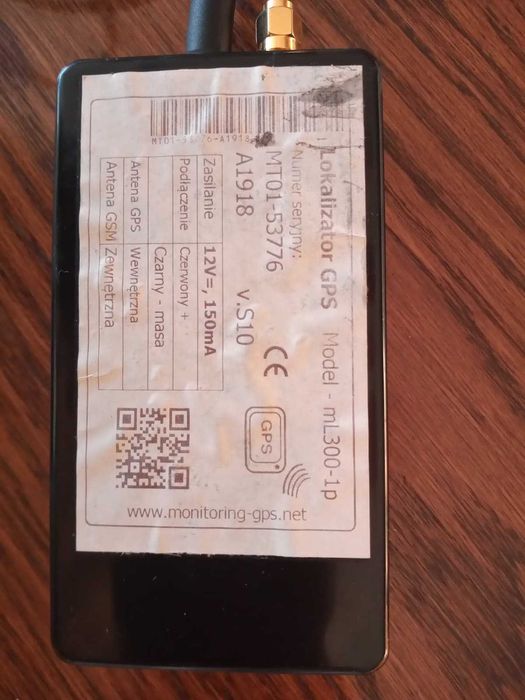 Lokalizator GPS Model - mL300-1p
Numer seryjny:
MT01-53776
A1918 v.S10
CE
GPS
Zasilanie 12V=, 150mA
Podłączenie Czerwony +
Czarny - masa
Antena GPS Wewnętrzna
Antena GSM Zewnętrzna
www.monitoring-gps.net